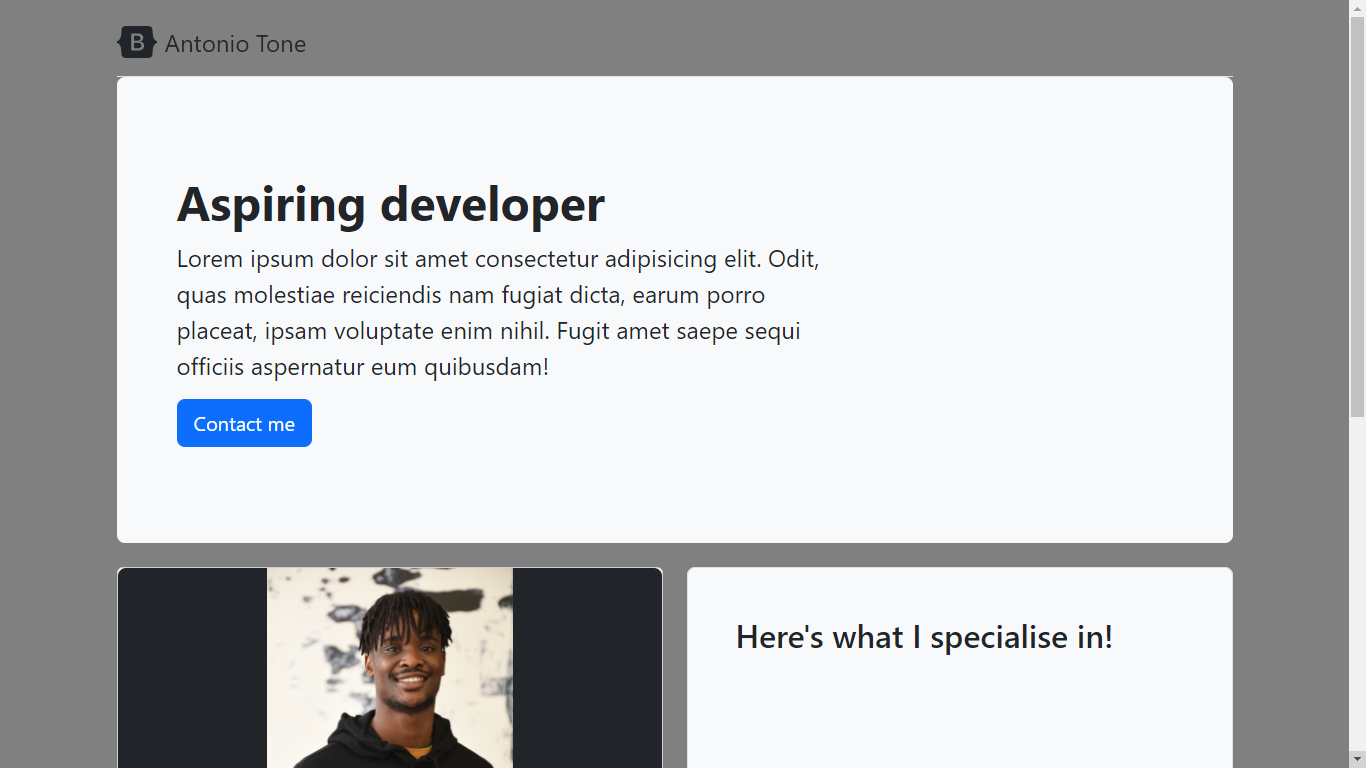 B Antonio Tone
Aspiring developer
Lorem ipsum dolor sit amet consectetur adipisicing elit. Odit,
quas molestiae reiciendis nam fugiat dicta, earum porro
placeat, ipsam voluptate enim nihil. Fugit amet saepe sequi
officiis aspernatur eum quibusdam!
Contact me
Here's what I specialise in!